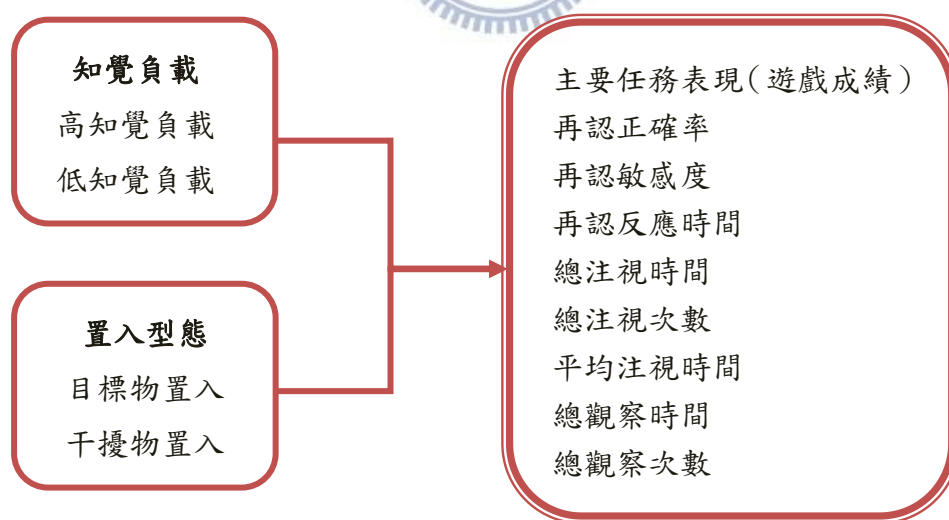 知覺負載
高知覺負載
低知覺負載
置入型態
目標物置入
干擾物置入
主要任務表現(遊戲成績)
再認正確率
再認敏感度
再認反應時間
總注視時間
總注視次數
平均注視時間
總觀察時間
總觀察次數